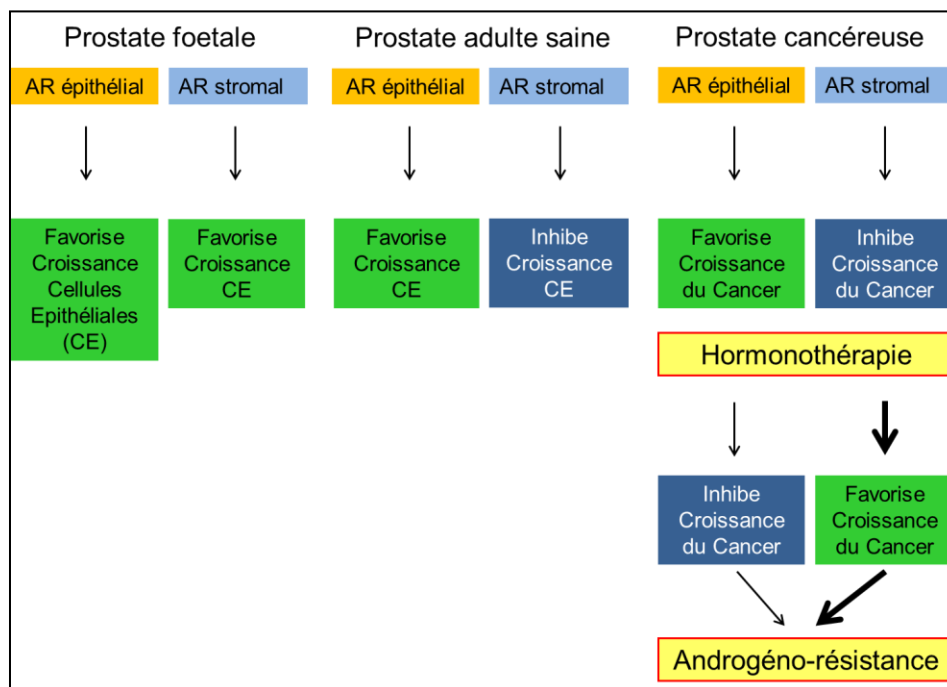 Prostate foetale
Prostate adulte saine
Prostate cancéreuse
AR épithélial
AR stromal
AR épithélial
AR stromal
AR épithélial
AR stromal
Favorise
Croissance
Cellules
Epithéliales
(CE)
Favorise
Croissance
CE
Favorise
Croissance
CE
Inhibe
Croissance
CE
Favorise
Croissance
du Cancer
Inhibe
Croissance
du Cancer
Hormonothérapie
Inhibe
Croissance
du Cancer
Favorise
Croissance
du Cancer
Androgéno-résistance